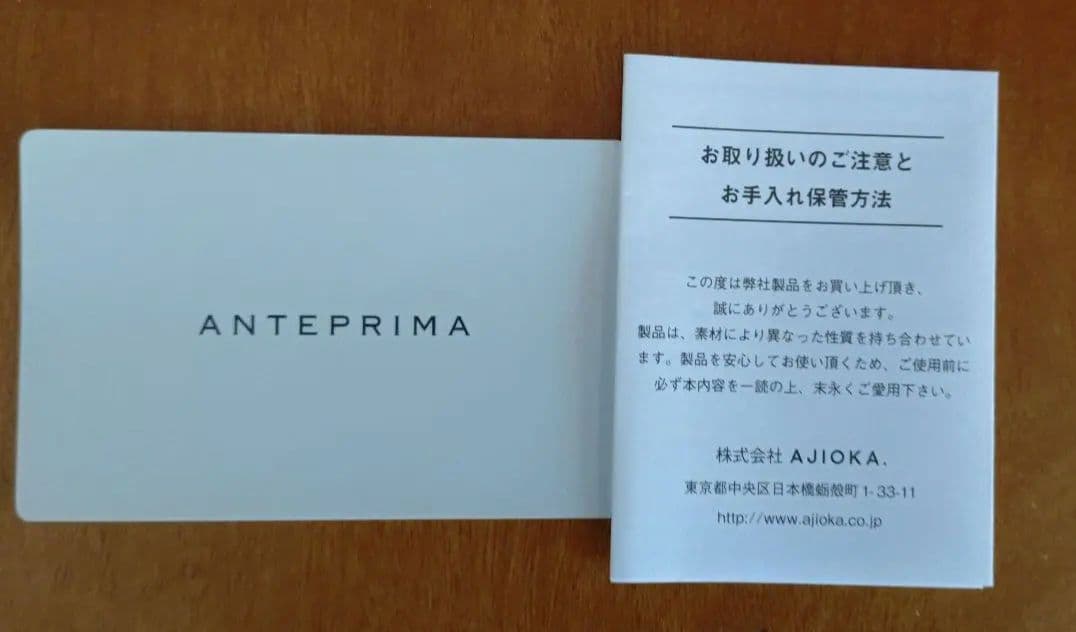 ANTEPRIMA
お取り扱いのご注意と
お手入れ保管方法
この度は弊社製品をお買い上げ頂き、
誠にありがとうございます。
製品は、素材により異なった性質を持ち合わせてい
ます。製品を安心してお使い頂くため、ご使用前に
必ず本内容を一読の上、末永くご愛用下さい。
株式会社 AJIOKA.
東京都中央区日本橋蛎殻町1-33-11
http://www.ajioka.co.jp